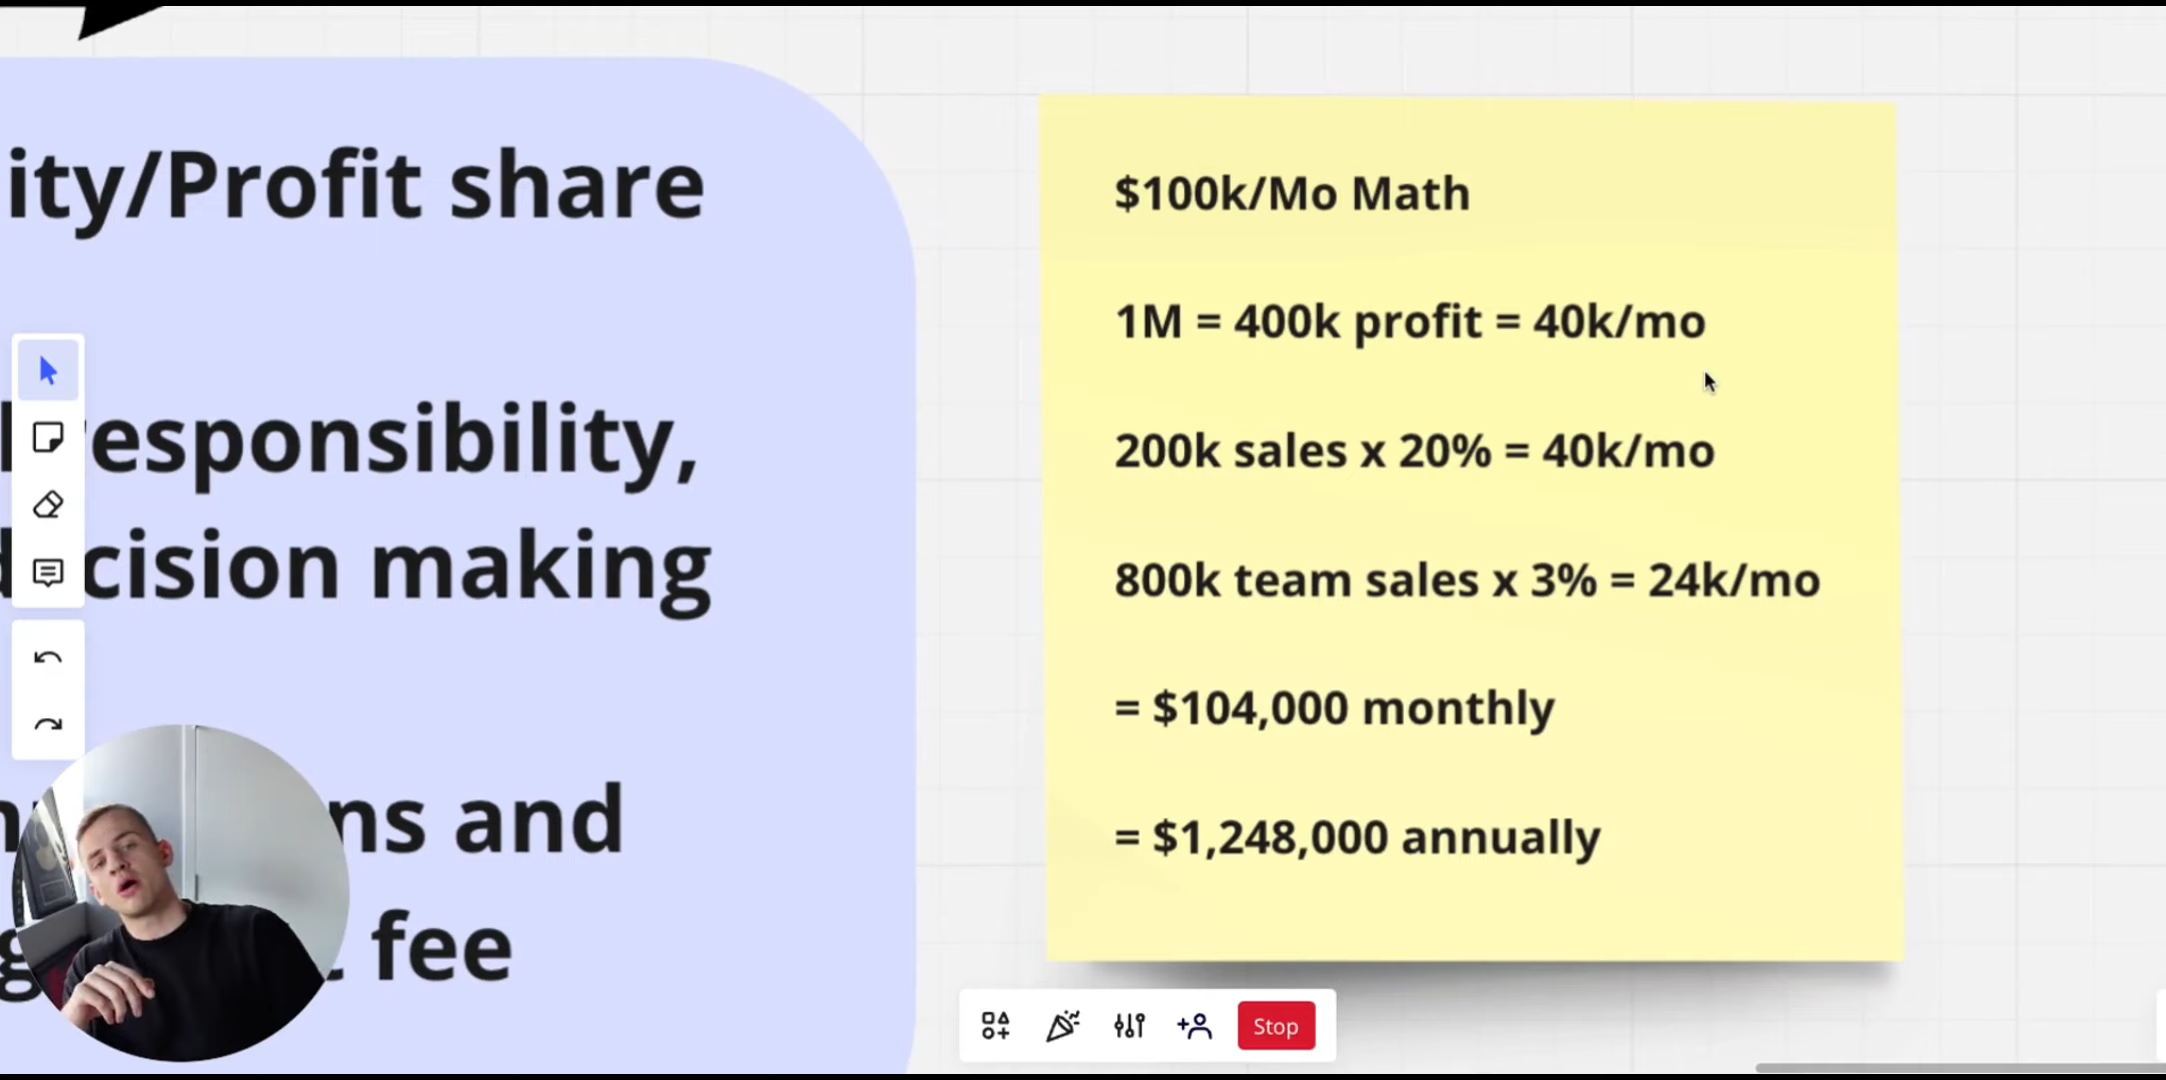 ity/Profit share
responsibility,
cision making
ns and
fee
$100k/Mo Math
1M = 400k profit = 40k/mo
200k sales x 20% = 40k/mo
800k team sales x 3% = 24k/mo
= $104,000 monthly
= $1,248,000 annually
Stop